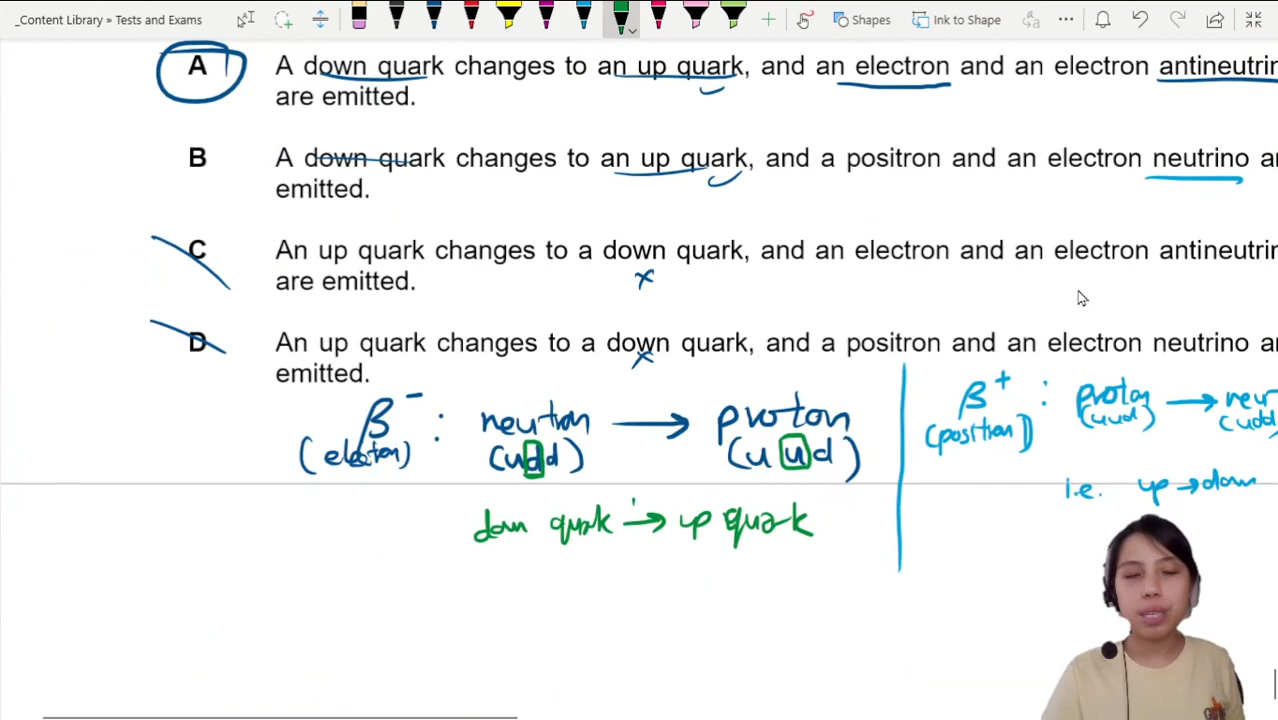 _Content Library » Tests and Exams
Shapes
Ink to Shape
A A down quark changes to an up quark, and an electron and an electron antineutrin
are emitted.
B A down quark changes to an up quark, and a positron and an electron neutrino ar
emitted.
C An up quark changes to a down quark, and an electron and an electron antineutrin
are emitted.
D An up quark changes to a down quark, and a positron and an electron neutrino ar
emitted.
β⁻ : neutron → proton
(electron) (udd) (uud)
down quark → up quark
β⁺ : proton → neu
(position) (uud) (udd)
i.e. up → down